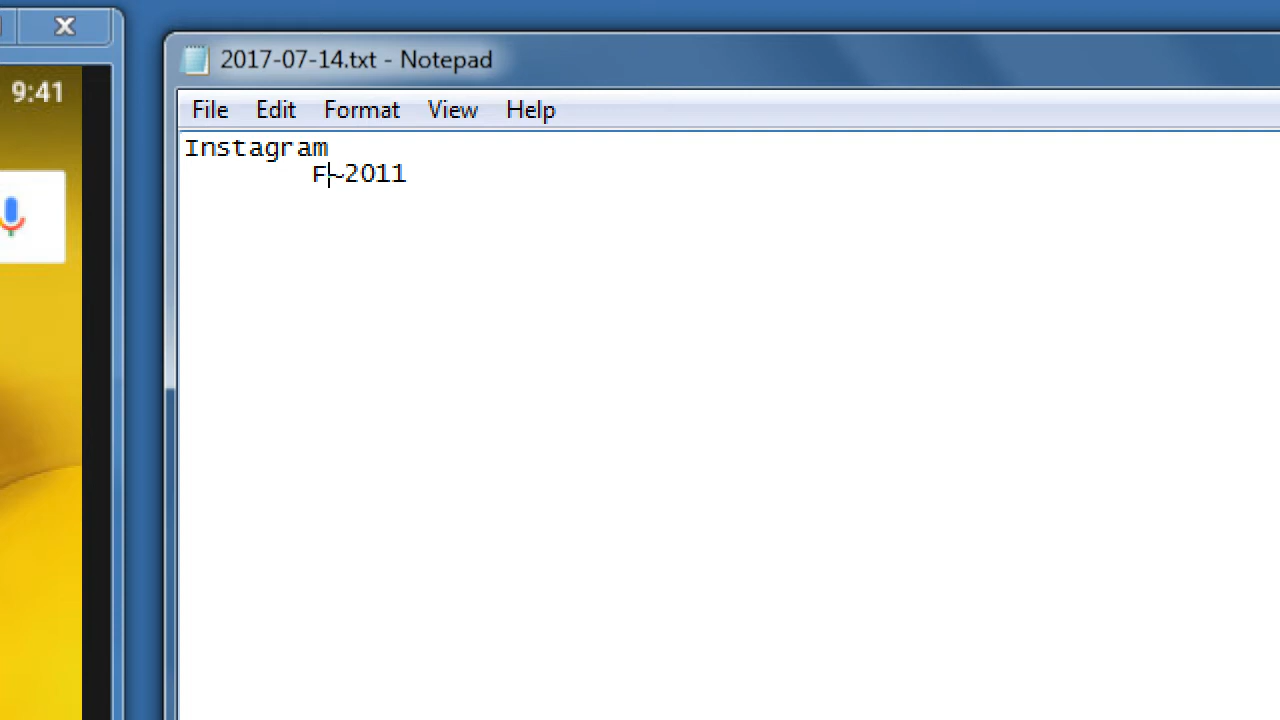 9:41
2017-07-14.txt - Notepad
File Edit Format View Help
Instagram
F-2011